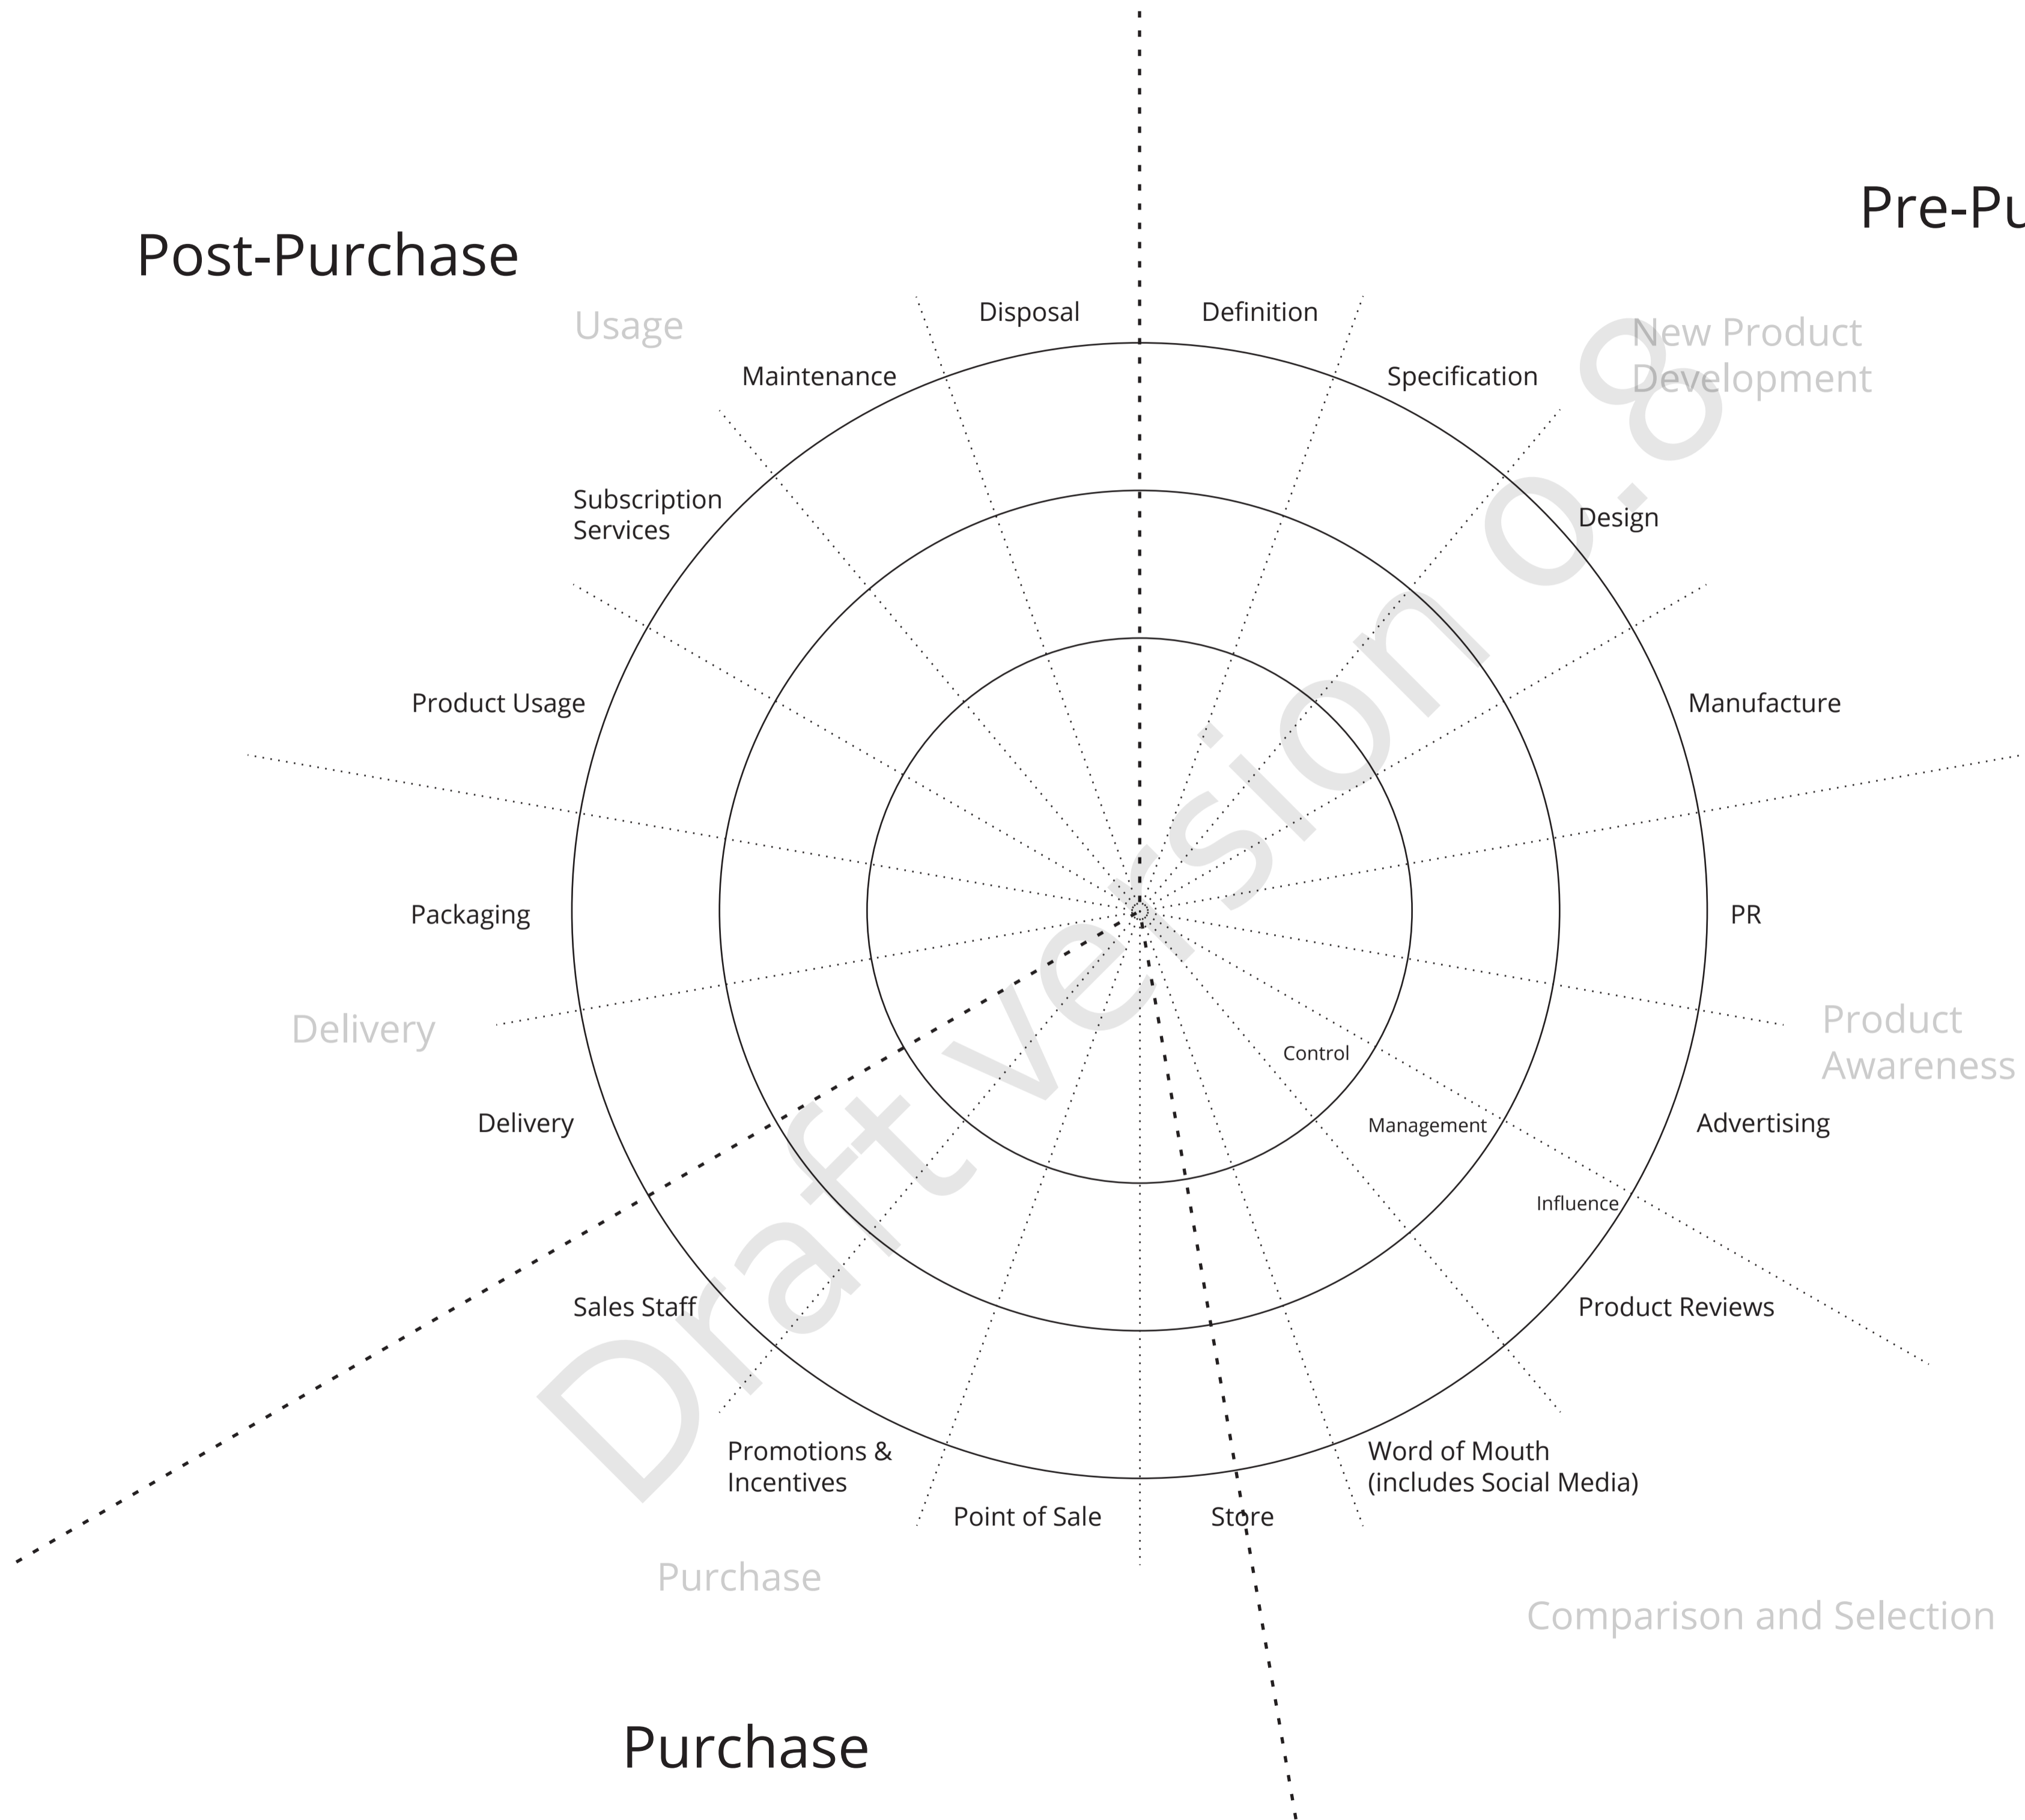 Pre-Pu
Post-Purchase
Disposal
Definition
Usage
New Product
Development
Maintenance
Specification
Subscription
Services
Design
Product Usage
Manufacture
Packaging
PR
Delivery
Product
Awareness
Control
Delivery
Management
Advertising
Influence
Sales Staff
Product Reviews
Promotions &
Incentives
Word of Mouth
(includes Social Media)
Point of Sale
Store
Purchase
Comparison and Selection
Purchase
Draft version 0.8